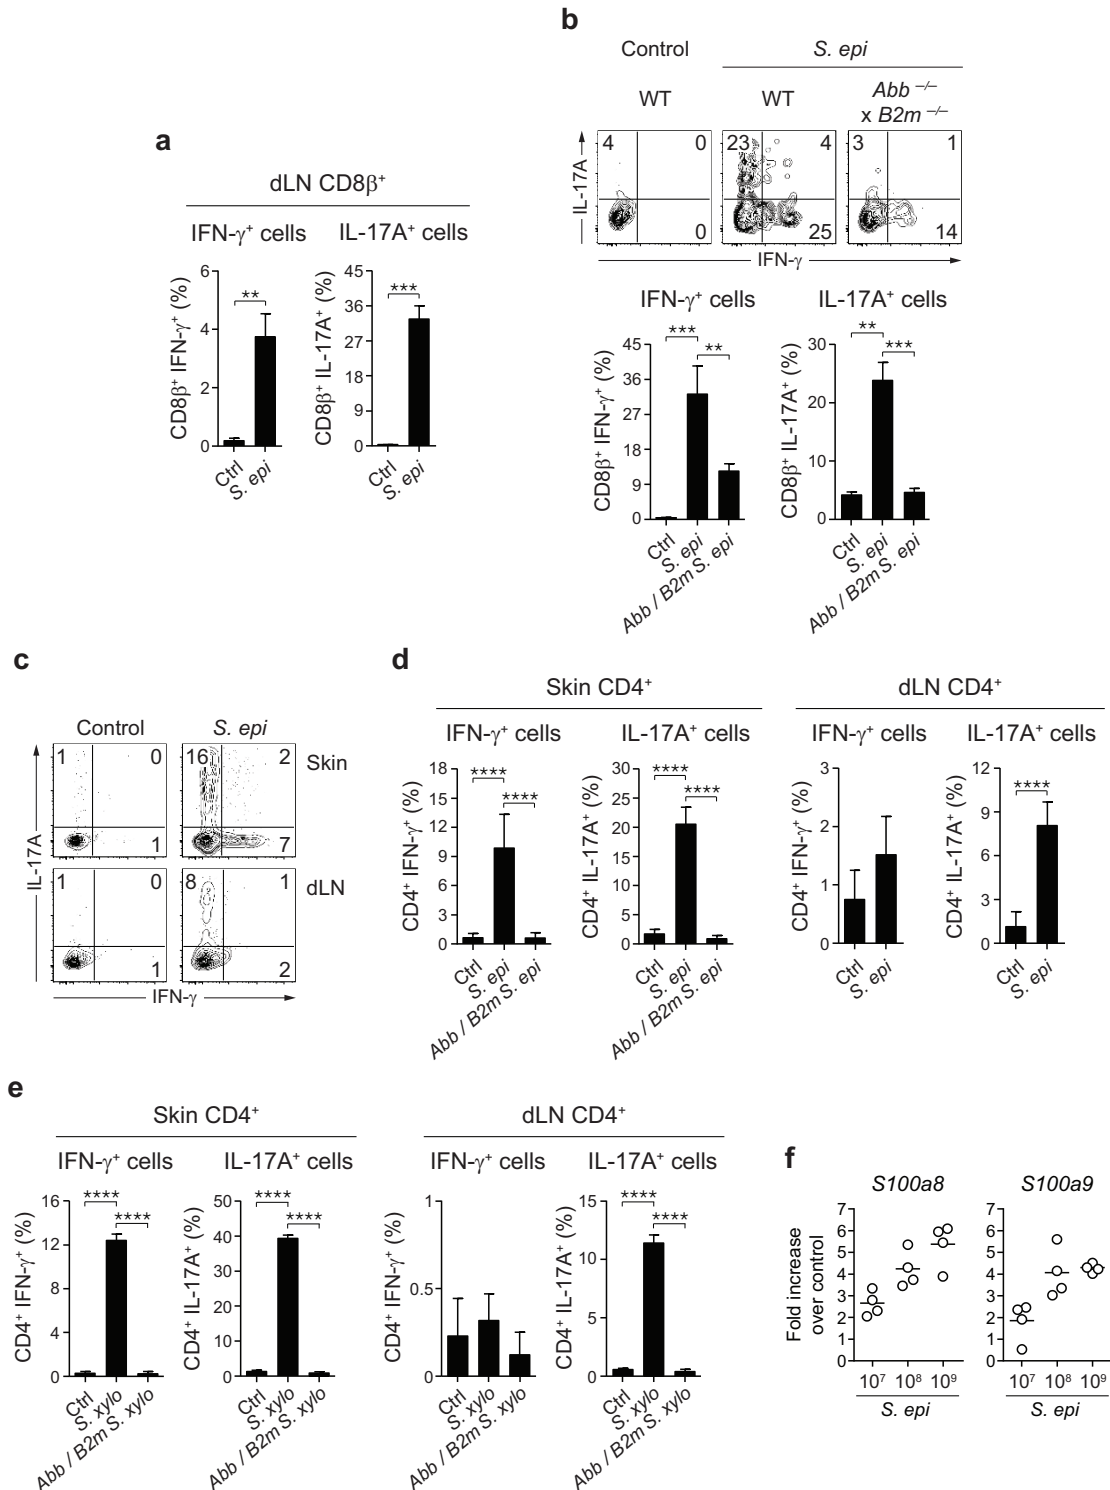 a
dLN CD8β⁺
IFN-γ⁺ cells
IL-17A⁺ cells
CD8β⁺ IFN-γ⁺ (%)
6
4
2
0
**
Ctrl
S. epi
CD8β⁺ IL-17A⁺ (%)
45
36
27
18
9
0
***
Ctrl
S. epi
b
Control
S. epi
WT
WT
Abb −/−
x B2m −/−
IL-17A
4 0
0
23 4
25
3 1
14
IFN-γ
IFN-γ⁺ cells
IL-17A⁺ cells
CD8β⁺ IFN-γ⁺ (%)
45
36
27
18
9
0
***
**
Ctrl
S. epi
Abb / B2m S. epi
CD8β⁺ IL-17A⁺ (%)
30
20
10
0
**
***
Ctrl
S. epi
Abb / B2m S. epi
c
Control
S. epi
IL-17A
1 0
1
16 2
7
Skin
1 0
1
8 1
2
dLN
IFN-γ
d
Skin CD4⁺
dLN CD4⁺
IFN-γ⁺ cells
IL-17A⁺ cells
IFN-γ⁺ cells
IL-17A⁺ cells
CD4⁺ IFN-γ⁺ (%)
18
15
12
9
6
3
0
****
****
Ctrl
S. epi
Abb / B2m S. epi
CD4⁺ IL-17A⁺ (%)
30
25
20
15
10
5
0
****
****
Ctrl
S. epi
Abb / B2m S. epi
CD4⁺ IFN-γ⁺ (%)
3
2
1
0
Ctrl
S. epi
CD4⁺ IL-17A⁺ (%)
12
9
6
3
0
****
Ctrl
S. epi
e
Skin CD4⁺
dLN CD4⁺
IFN-γ⁺ cells
IL-17A⁺ cells
IFN-γ⁺ cells
IL-17A⁺ cells
CD4⁺ IFN-γ⁺ (%)
16
12
8
4
0
****
****
Ctrl
S. xylo
Abb / B2m S. xylo
CD4⁺ IL-17A⁺ (%)
50
40
30
20
10
0
****
****
Ctrl
S. xylo
Abb / B2m S. xylo
CD4⁺ IFN-γ⁺ (%)
1
0.5
0
Ctrl
S. xylo
Abb / B2m S. xylo
CD4⁺ IL-17A⁺ (%)
15
10
5
0
****
****
Ctrl
S. xylo
Abb / B2m S. xylo
f
S100a8
S100a9
Fold increase
over control
7
6
5
4
3
2
1
0
10⁷ 10⁸ 10⁹
S. epi
7
6
5
4
3
2
1
0
10⁷ 10⁸ 10⁹
S. epi